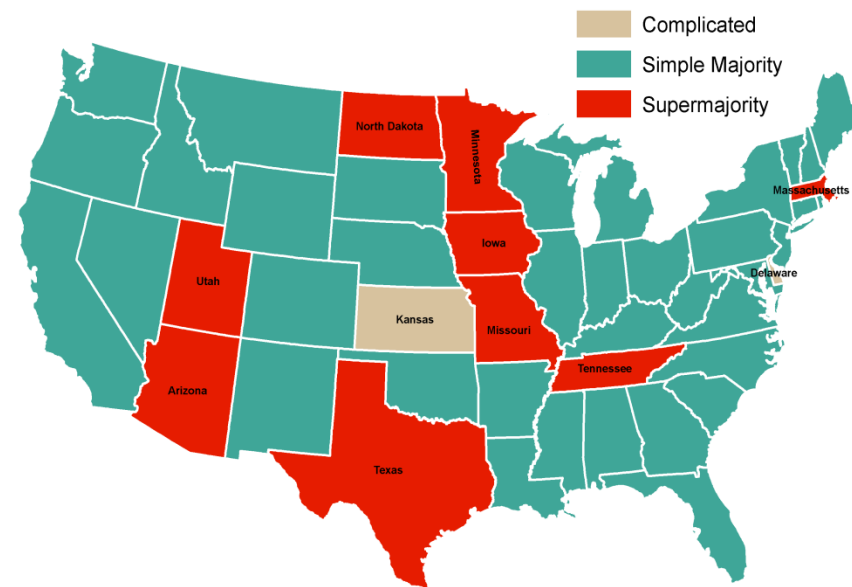 Complicated
Simple Majority
Supermajority
North Dakota
Minnesota
Massachusetts
Iowa
Delaware
Utah
Kansas
Missouri
Tennessee
Arizona
Texas